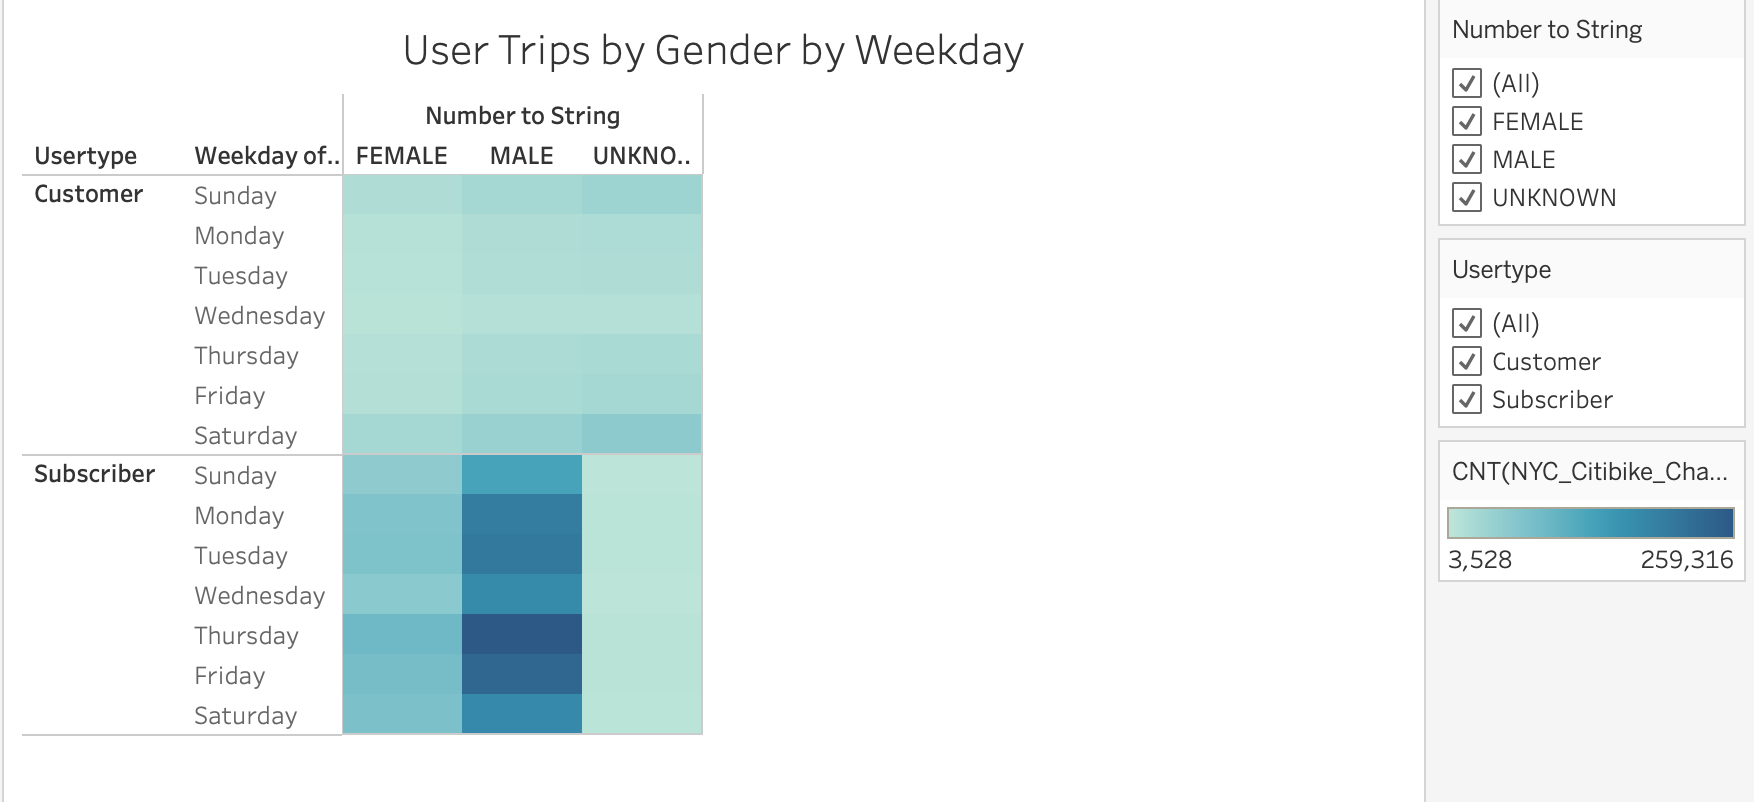 User Trips by Gender by Weekday
Number to String
Usertype Weekday of.. FEMALE MALE UNKNO..
Customer Sunday
Monday
Tuesday
Wednesday
Thursday
Friday
Saturday
Subscriber Sunday
Monday
Tuesday
Wednesday
Thursday
Friday
Saturday
Number to String
(All)
FEMALE
MALE
UNKNOWN
Usertype
(All)
Customer
Subscriber
CNT(NYC_Citibike_Cha...
3,528 259,316